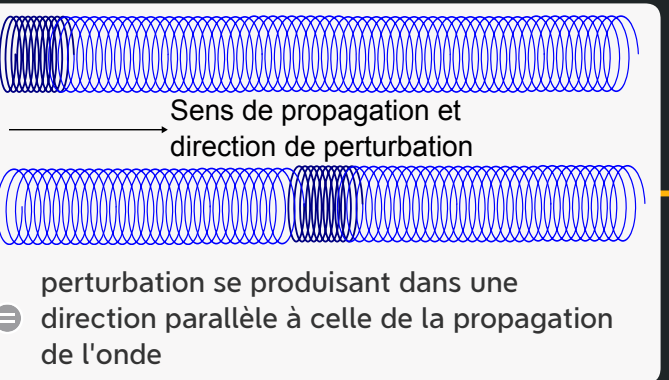 Sens de propagation et
direction de perturbation
perturbation se produisant dans une
direction parallèle à celle de la propagation
de l'onde